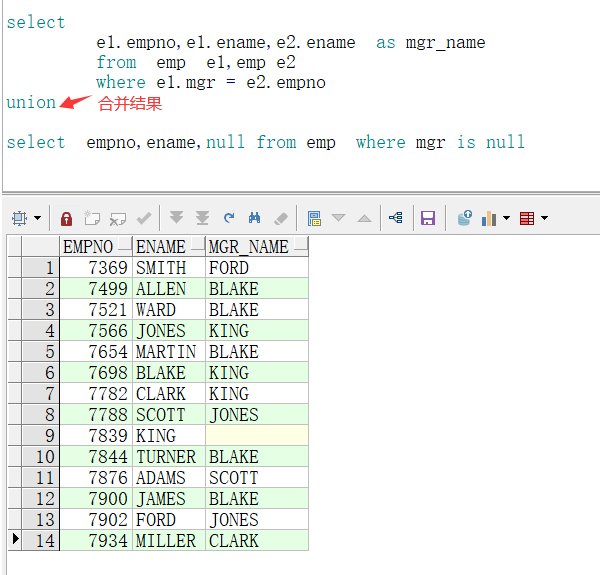 select
e1.empno,e1.ename,e2.ename as mgr_name
from emp e1,emp e2
where e1.mgr = e2.empno
union 合并结果
select empno,ename,null from emp where mgr is null
EMPNO ENAME MGR_NAME
1 7369 SMITH FORD
2 7499 ALLEN BLAKE
3 7521 WARD BLAKE
4 7566 JONES KING
5 7654 MARTIN BLAKE
6 7698 BLAKE KING
7 7782 CLARK KING
8 7788 SCOTT JONES
9 7839 KING
10 7844 TURNER BLAKE
11 7876 ADAMS SCOTT
12 7900 JAMES BLAKE
13 7902 FORD JONES
14 7934 MILLER CLARK